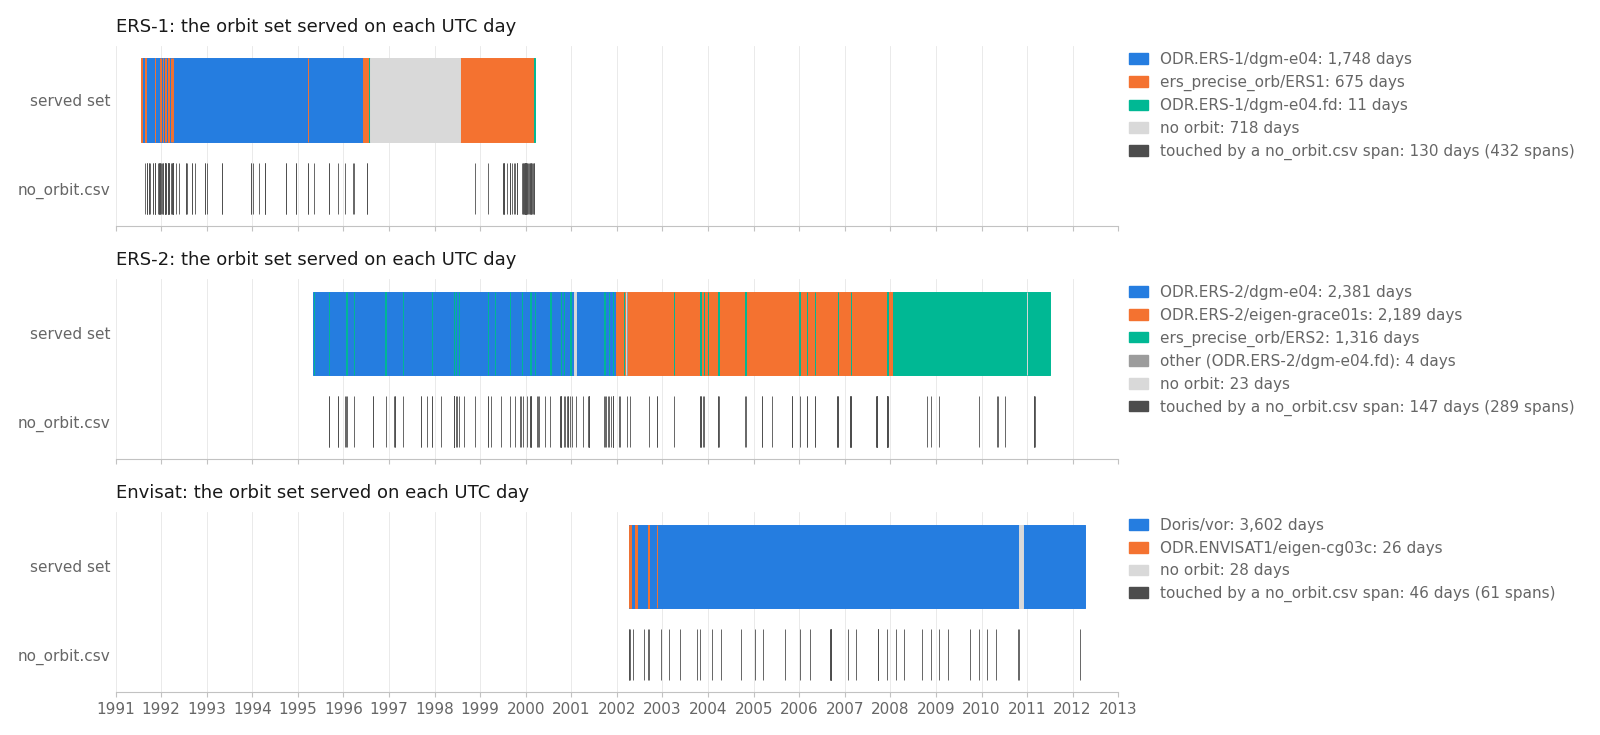 ERS-1: the orbit set served on each UTC day
served set
no_orbit.csv
ODR.ERS-1/dgm-e04: 1,748 days
ers_precise_orb/ERS1: 675 days
ODR.ERS-1/dgm-e04.fd: 11 days
no orbit: 718 days
touched by a no_orbit.csv span: 130 days (432 spans)
ERS-2: the orbit set served on each UTC day
served set
no_orbit.csv
ODR.ERS-2/dgm-e04: 2,381 days
ODR.ERS-2/eigen-grace01s: 2,189 days
ers_precise_orb/ERS2: 1,316 days
other (ODR.ERS-2/dgm-e04.fd): 4 days
no orbit: 23 days
touched by a no_orbit.csv span: 147 days (289 spans)
Envisat: the orbit set served on each UTC day
served set
no_orbit.csv
Doris/vor: 3,602 days
ODR.ENVISAT1/eigen-cg03c: 26 days
no orbit: 28 days
touched by a no_orbit.csv span: 46 days (61 spans)
1991 1992 1993 1994 1995 1996 1997 1998 1999 2000 2001 2002 2003 2004 2005 2006 2007 2008 2009 2010 2011 2012 2013